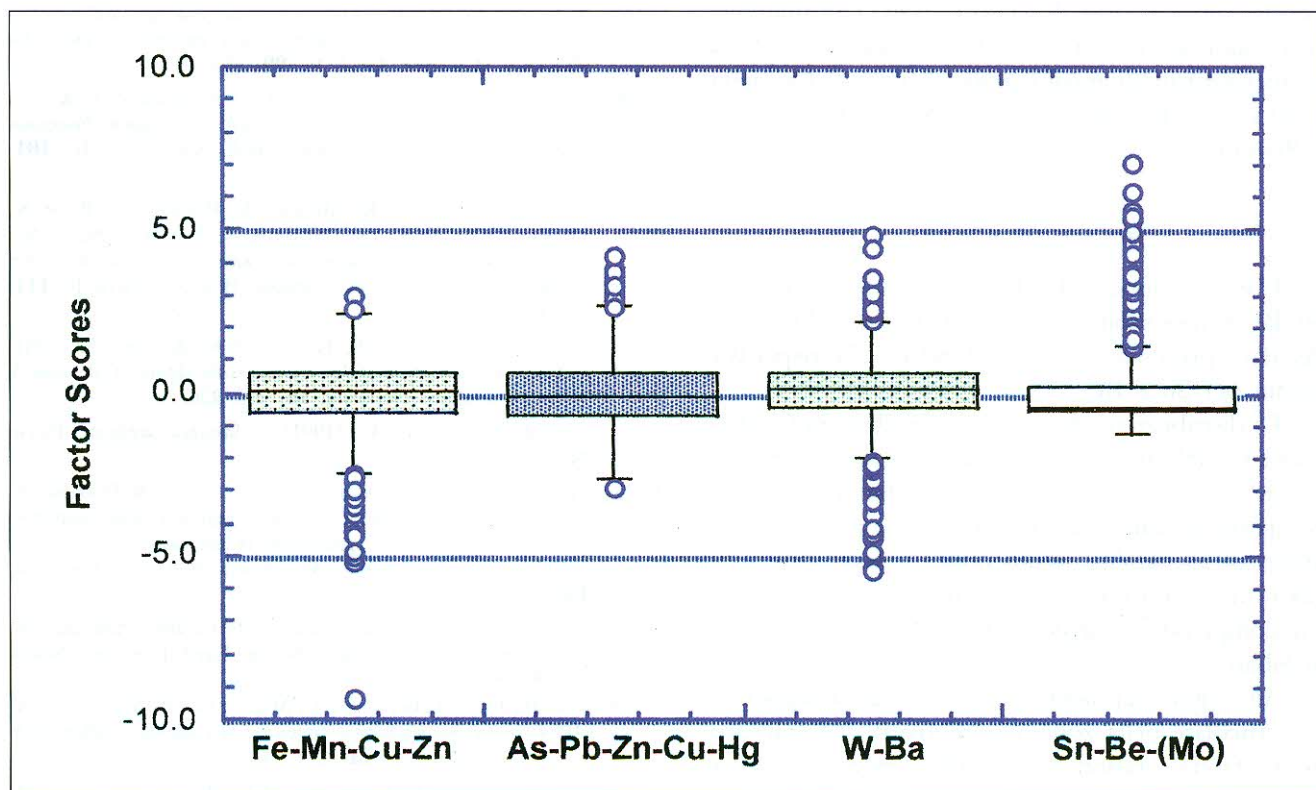 10.0
5.0
0.0
-5.0
-10.0
Factor Scores
Fe-Mn-Cu-Zn
As-Pb-Zn-Cu-Hg
W-Ba
Sn-Be-(Mo)